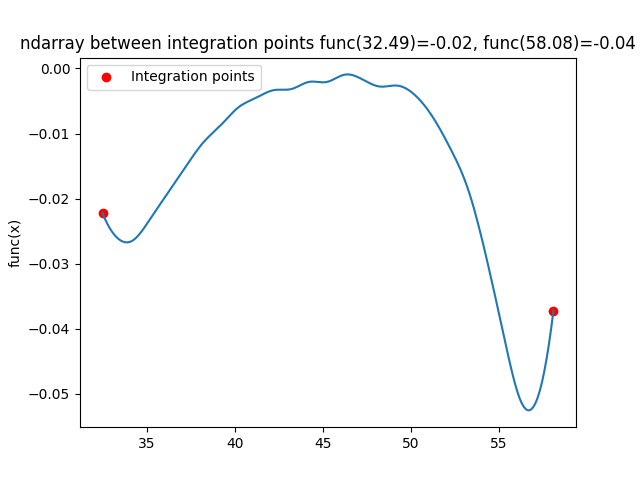 ndarray between integration points func(32.49)=-0.02, func(58.08)=-0.04
Integration points
func(x)
0.00
−0.01
−0.02
−0.03
−0.04
−0.05
35 40 45 50 55